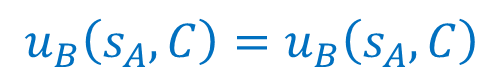 u_B(s_A, C) = u_B(s_A, C)